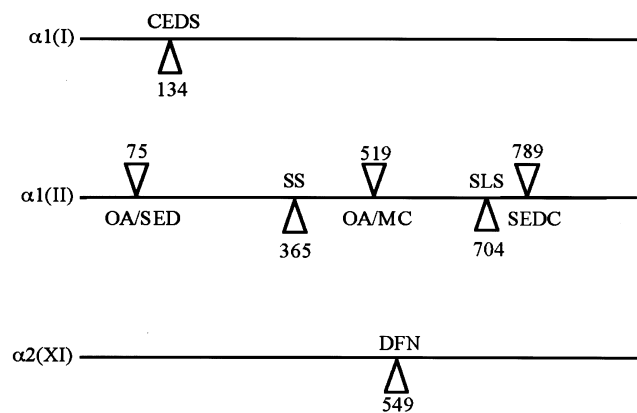 CEDS
α1(I)
134
75
519
789
SS
SLS
α1(II)
OA/SED
OA/MC
SEDC
365
704
DFN
α2(XI)
549